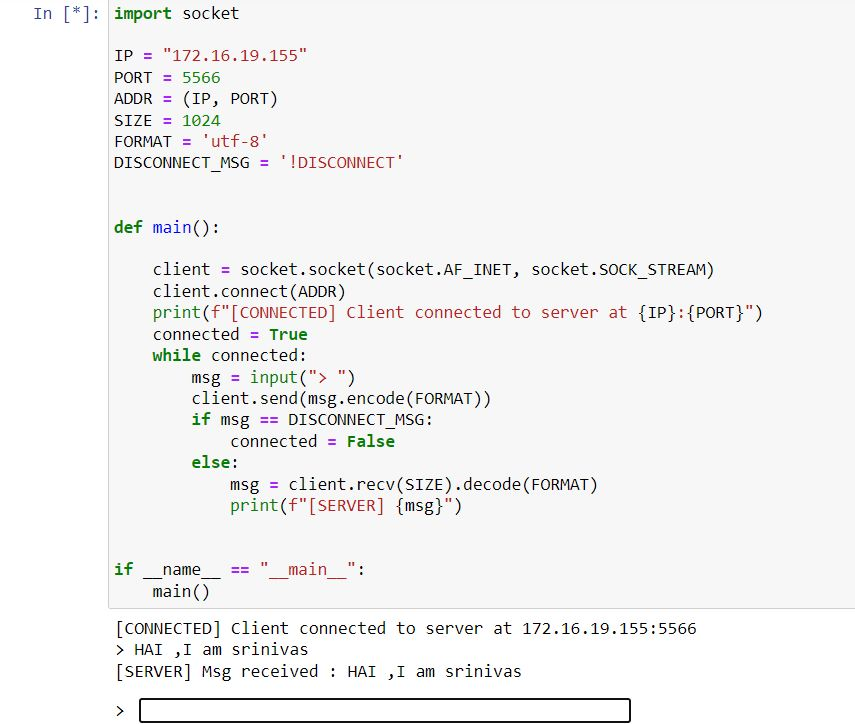 In [*]: import socket
IP = "172.16.19.155"
PORT = 5566
ADDR = (IP, PORT)
SIZE = 1024
FORMAT = 'utf-8'
DISCONNECT_MSG = '!DISCONNECT'
def main():
    client = socket.socket(socket.AF_INET, socket.SOCK_STREAM)
    client.connect(ADDR)
    print(f"[CONNECTED] Client connected to server at {IP}:{PORT}")
    connected = True
    while connected:
        msg = input("> ")
        client.send(msg.encode(FORMAT))
        if msg == DISCONNECT_MSG:
            connected = False
        else:
            msg = client.recv(SIZE).decode(FORMAT)
            print(f"[SERVER] {msg}")
if __name__ == "__main__":
    main()
[CONNECTED] Client connected to server at 172.16.19.155:5566
> HAI ,I am srinivas
[SERVER] Msg received : HAI ,I am srinivas
>